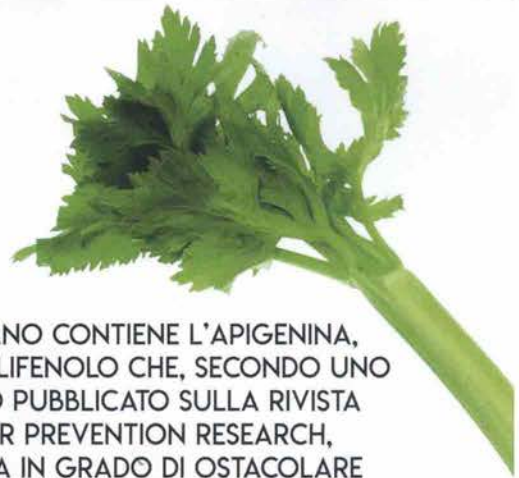 NO CONTIENE L'APIGENINA,
LIFENOLO CHE, SECONDO UNO
O PUBBLICATO SULLA RIVISTA
R PREVENTION RESEARCH,
A IN GRADO DI OSTACOLARE